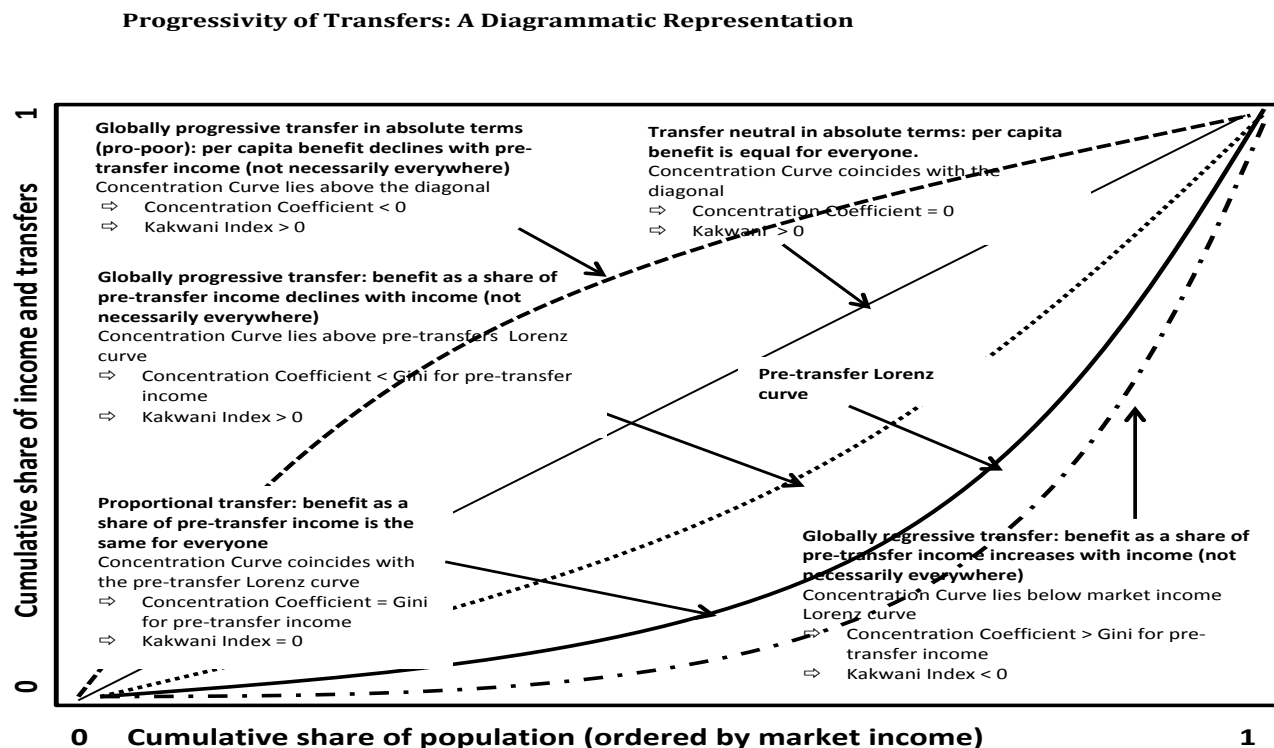 Progressivity of Transfers: A Diagrammatic Representation
Cumulative share of income and transfers
1
0
Globally progressive transfer in absolute terms
(pro-poor): per capita benefit declines with pre-
transfer income (not necessarily everywhere)
Concentration Curve lies above the diagonal
⇨ Concentration Coefficient < 0
⇨ Kakwani Index > 0
Transfer neutral in absolute terms: per capita
benefit is equal for everyone.
Concentration Curve coincides with the
diagonal
⇨ Concentration Coefficient = 0
⇨ Kakwani > 0
Globally progressive transfer: benefit as a share of
pre-transfer income declines with income (not
necessarily everywhere)
Concentration Curve lies above pre-transfers Lorenz
curve
⇨ Concentration Coefficient < Gini for pre-transfer
income
⇨ Kakwani Index > 0
Pre-transfer Lorenz
curve
Proportional transfer: benefit as a
share of pre-transfer income is the
same for everyone
Concentration Curve coincides with
the pre-transfer Lorenz curve
⇨ Concentration Coefficient = Gini
for pre-transfer income
⇨ Kakwani Index = 0
Globally regressive transfer: benefit as a share of
pre-transfer income increases with income (not
necessarily everywhere)
Concentration Curve lies below market income
Lorenz curve
⇨ Concentration Coefficient > Gini for pre-
transfer income
⇨ Kakwani Index < 0
0 Cumulative share of population (ordered by market income) 1